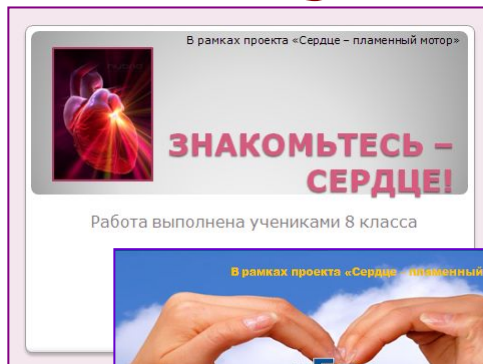 В рамках проекта «Сердце – пламенный мотор»
ЗНАКОМЬТЕСЬ –
СЕРДЦЕ!
Работа выполнена учениками 8 класса
В рамках проекта «Сердце – пламенный